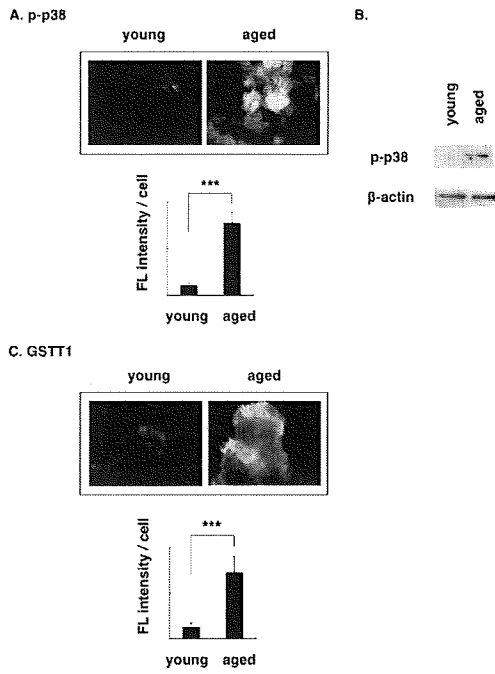 A. p-p38
young aged
***
FL intensity / cell
young aged
B.
young
aged
p-p38
β-actin
C. GSTT1
young aged
***
FL intensity / cell
young aged